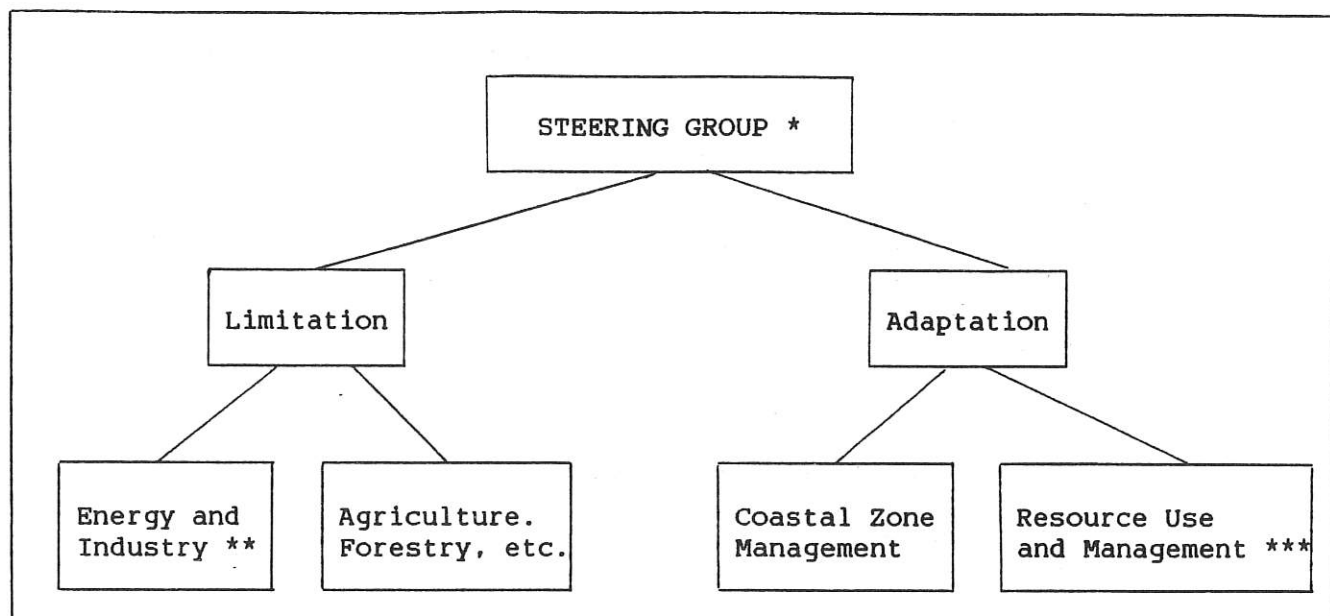 STEERING GROUP *
Limitation
Adaptation
Energy and
Industry **
Agriculture.
Forestry, etc.
Coastal Zone
Management
Resource Use
and Management ***